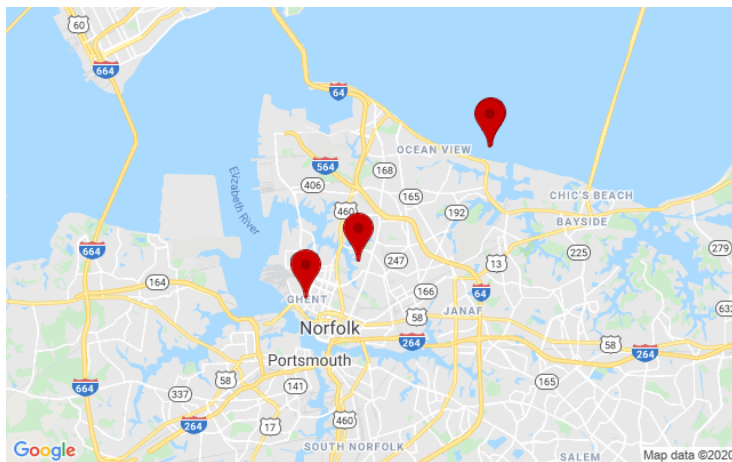 60
664
64
OCEAN VIEW
564
168
406
165
Elizabeth River
CHIC'S BEACH
460
192
BAYSIDE
664
247
13
225
279
164
GHENT
166
64
JANAF
58
632
Norfolk
264
58
264
Portsmouth
664
58
141
165
337
264
17
460
SOUTH NORFOLK
SALEM
Google
Map data ©2020